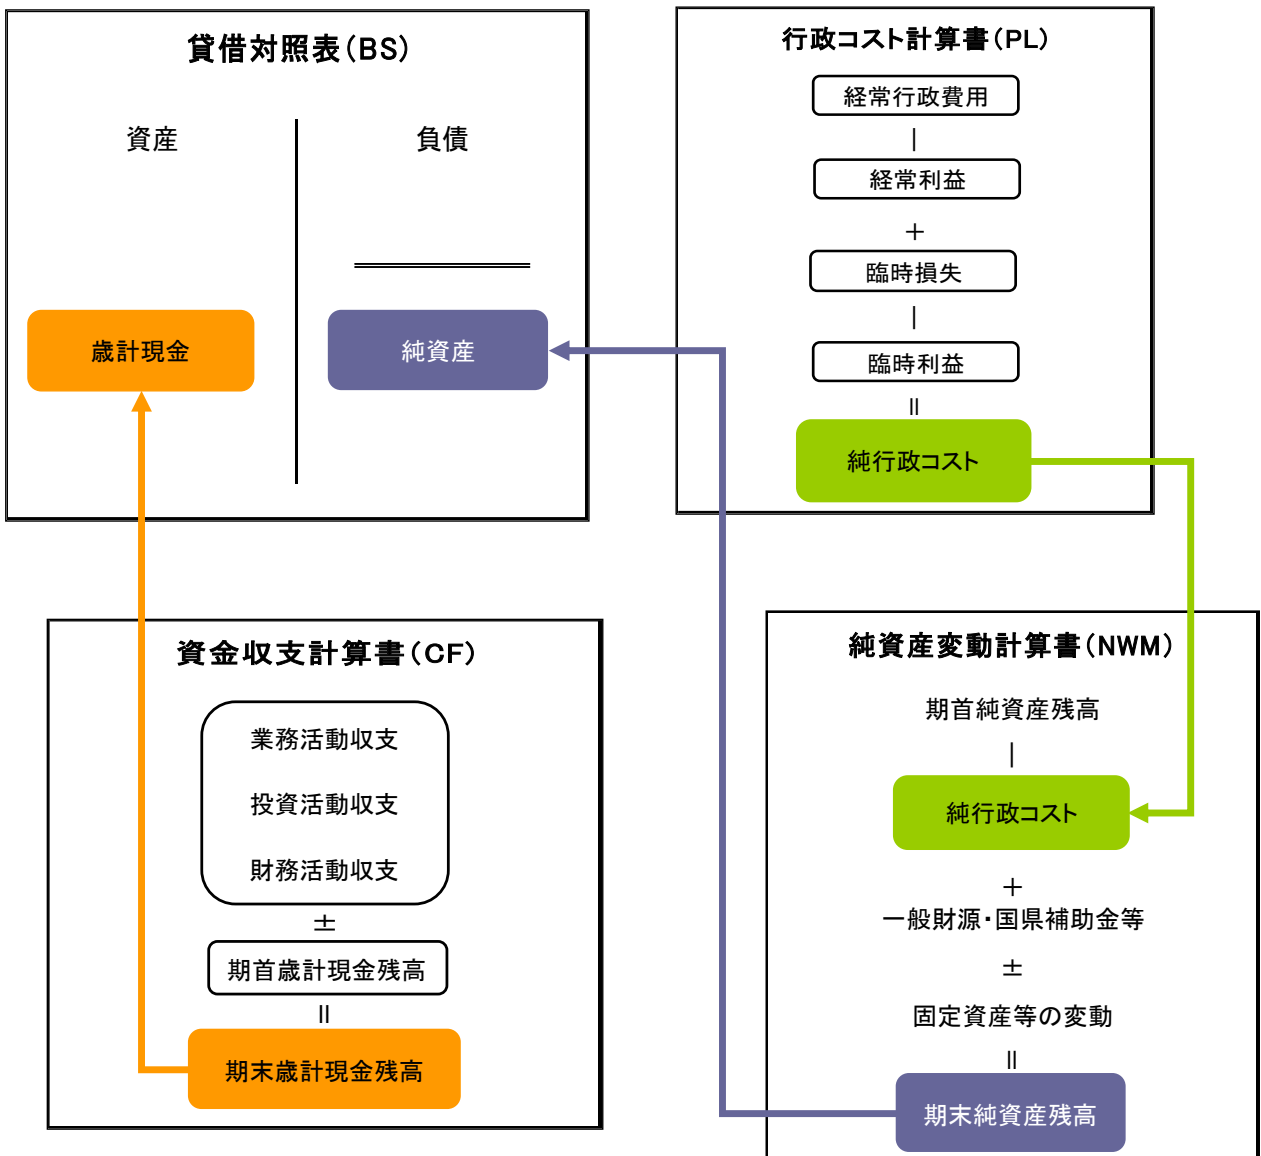 貸借対照表（BS）
資産
負債
歳計現金
純資産
行政コスト計算書（PL）
経常行政費用
｜
経常利益
＋
臨時損失
｜
臨時利益
॥
純行政コスト
資金収支計算書（CF）
業務活動収支
投資活動収支
財務活動収支
±
期首歳計現金残高
॥
期末歳計現金残高
純資産変動計算書（NWM）
期首純資産残高
｜
純行政コスト
＋
一般財源・国県補助金等
±
固定資産等の変動
॥
期末純資産残高